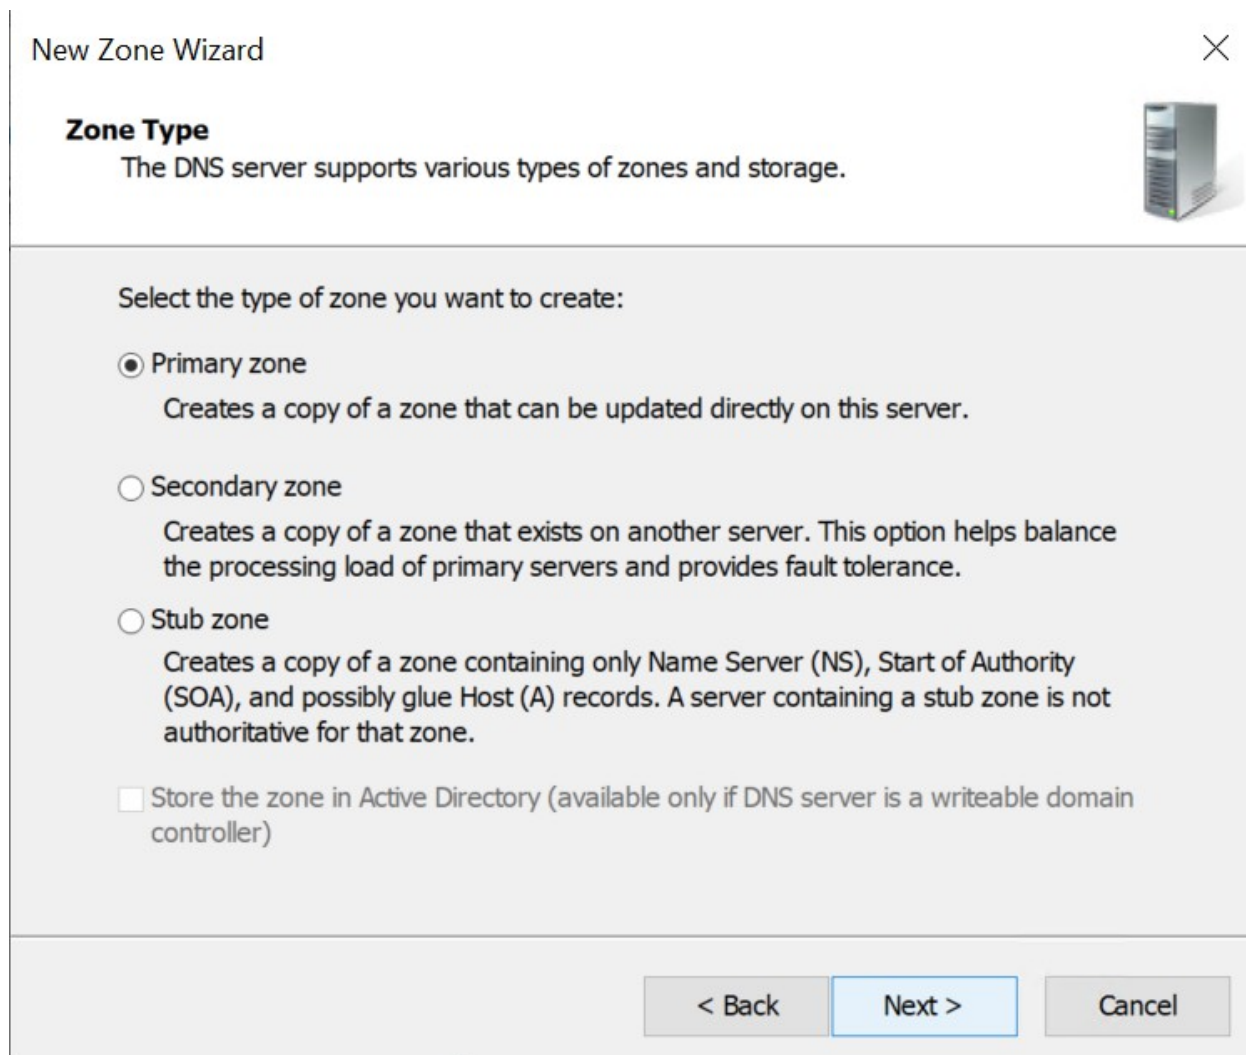 New Zone Wizard
Zone Type
The DNS server supports various types of zones and storage.
Select the type of zone you want to create:
Primary zone
Creates a copy of a zone that can be updated directly on this server.
Secondary zone
Creates a copy of a zone that exists on another server. This option helps balance
the processing load of primary servers and provides fault tolerance.
Stub zone
Creates a copy of a zone containing only Name Server (NS), Start of Authority
(SOA), and possibly glue Host (A) records. A server containing a stub zone is not
authoritative for that zone.
Store the zone in Active Directory (available only if DNS server is a writeable domain
controller)
< Back Next > Cancel